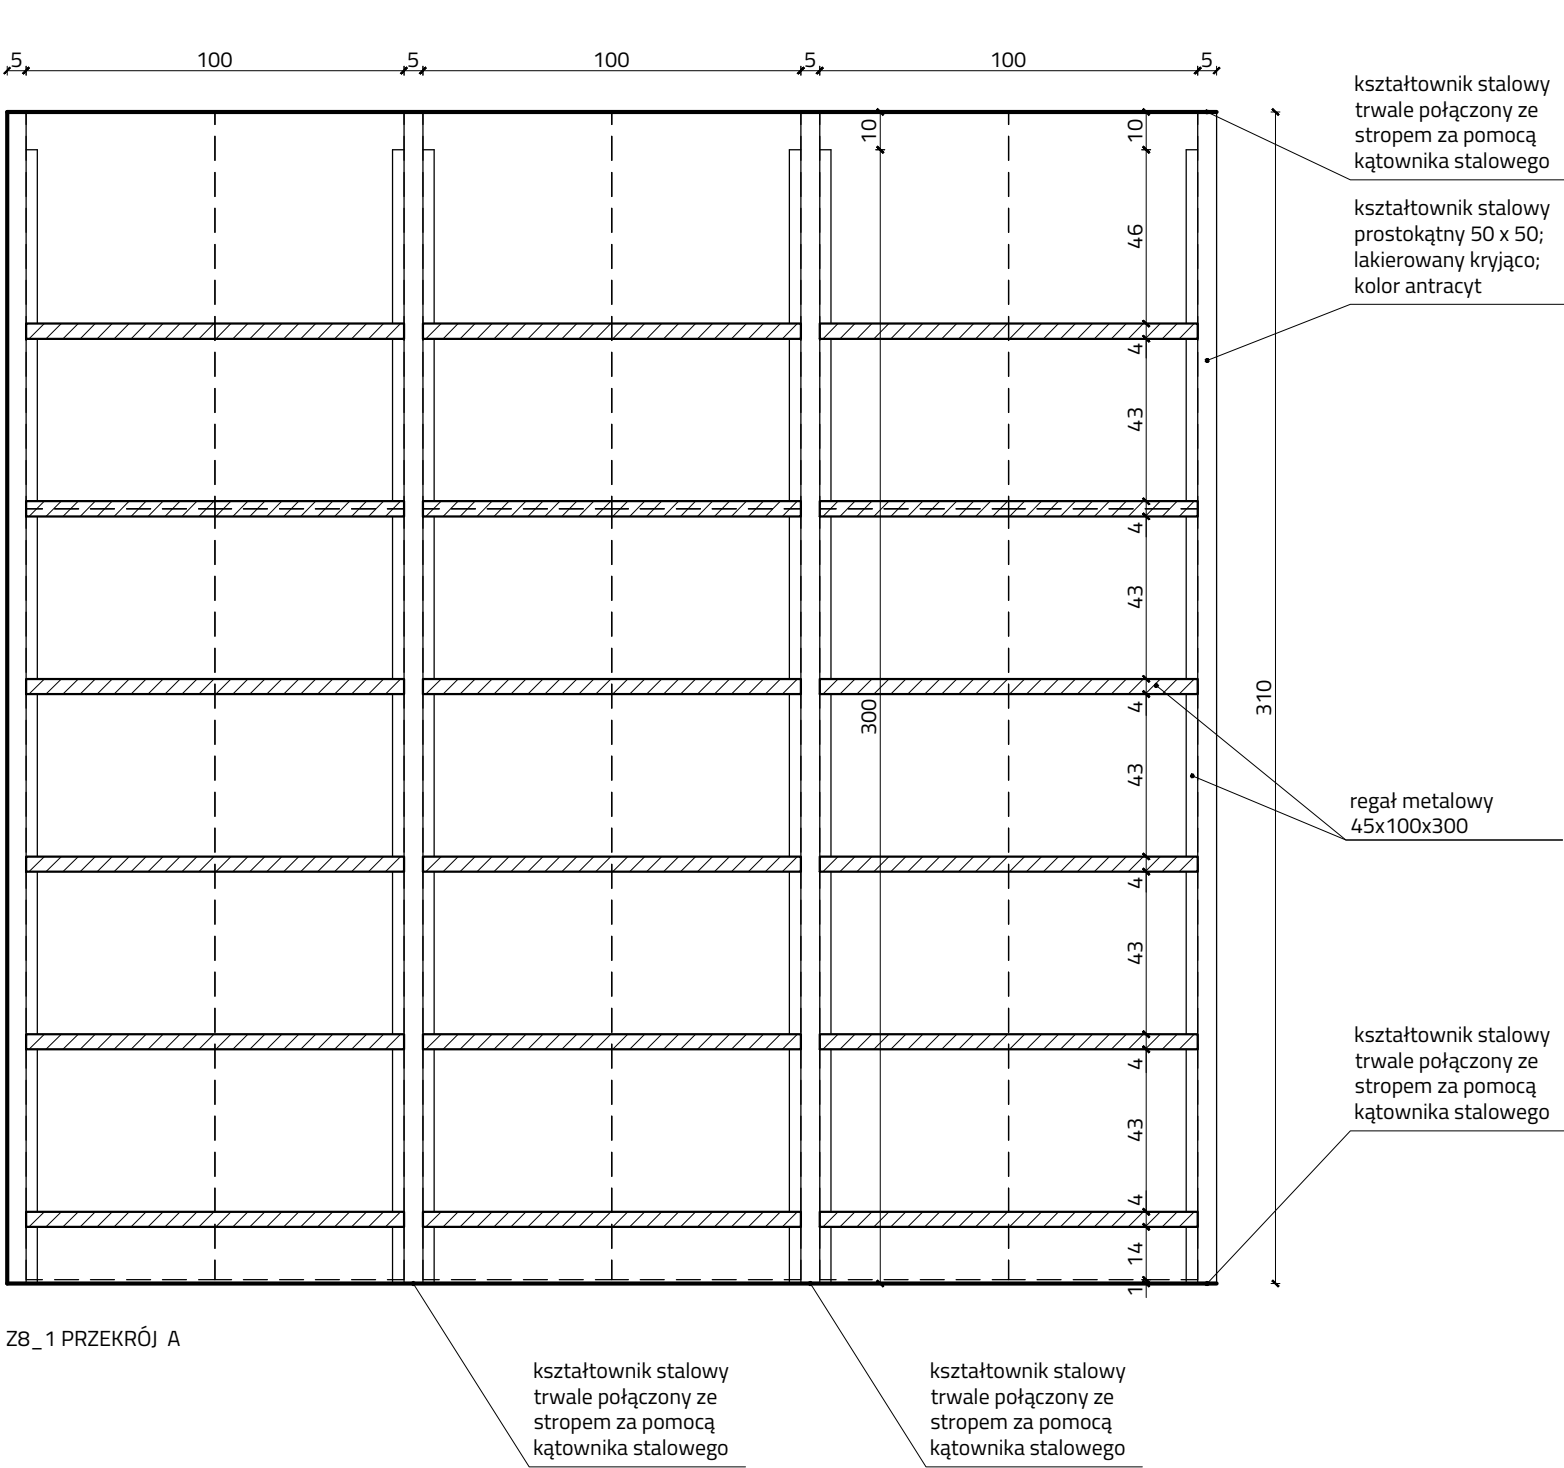 5 100 5 100 5 100 5
kształtownik stalowy
trwale połączony ze
stropem za pomocą
kątownika stalowego
kształtownik stalowy
prostokątny 50 x 50;
lakierowany kryjąco;
kolor antracyt
10
300
10
46
4
43
4
43
4
43
4
43
4
43
4
14
1
310
regał metalowy
45x100x300
kształtownik stalowy
trwale połączony ze
stropem za pomocą
kątownika stalowego
Z8_1 PRZEKRÓJ A
kształtownik stalowy
trwale połączony ze
stropem za pomocą
kątownika stalowego
kształtownik stalowy
trwale połączony ze
stropem za pomocą
kątownika stalowego